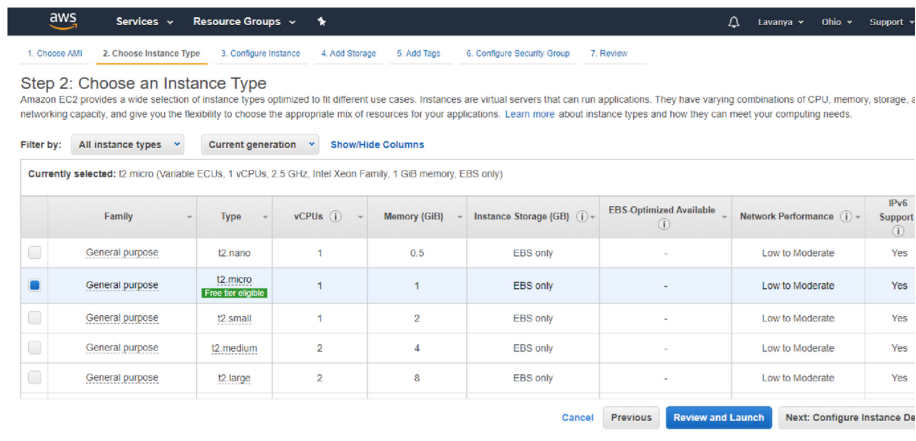 aws Services Resource Groups Lavanya Ohio Support
1. Choose AMI 2. Choose Instance Type 3. Configure Instance 4. Add Storage 5. Add Tags 6. Configure Security Group 7. Review
Step 2: Choose an Instance Type
Amazon EC2 provides a wide selection of instance types optimized to fit different use cases. Instances are virtual servers that can run applications. They have varying combinations of CPU, memory, storage, a
networking capacity, and give you the flexibility to choose the appropriate mix of resources for your applications. Learn more about instance types and how they can meet your computing needs.
Filter by: All instance types Current generation Show/Hide Columns
Currently selected: t2.micro (Variable ECUs, 1 vCPUs, 2.5 GHz, Intel Xeon Family, 1 GiB memory, EBS only)
Family Type vCPUs Memory (GiB) Instance Storage (GB) EBS-Optimized Available Network Performance IPv6 Support
General purpose t2.nano 1 0.5 EBS only - Low to Moderate Yes
General purpose t2.micro Free tier eligible 1 1 EBS only - Low to Moderate Yes
General purpose t2.small 1 2 EBS only - Low to Moderate Yes
General purpose t2.medium 2 4 EBS only - Low to Moderate Yes
General purpose t2.large 2 8 EBS only - Low to Moderate Yes
Cancel Previous Review and Launch Next: Configure Instance De